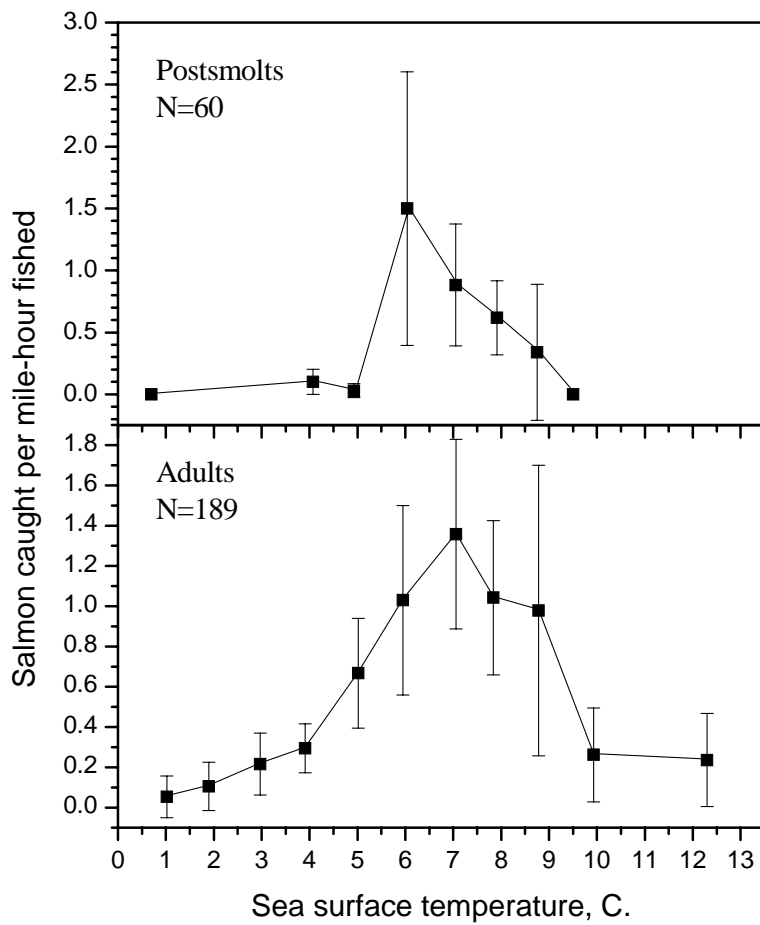 Salmon caught per mile-hour fished
3.0
2.5
2.0
1.5
1.0
0.5
0.0
Postsmolts
N=60
1.8
1.6
1.4
1.2
1.0
0.8
0.6
0.4
0.2
0.0
Adults
N=189
0 1 2 3 4 5 6 7 8 9 10 11 12 13
Sea surface temperature, C.